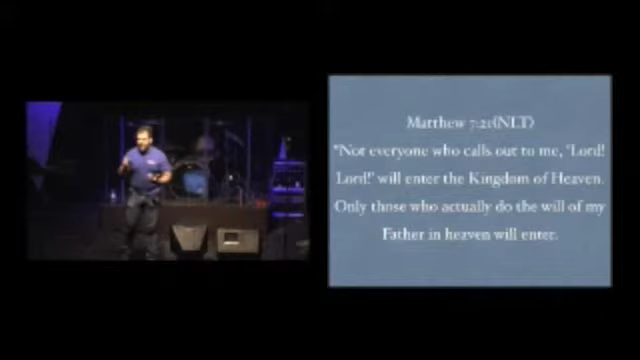 Matthew 7:21(NLT)
"Not everyone who calls out to me, 'Lord!
Lord!' will enter the Kingdom of Heaven.
Only those who actually do the will of my
Father in heaven will enter.